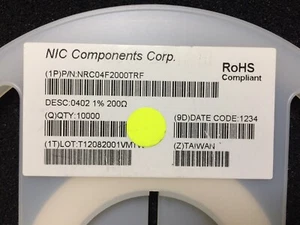 NIC Components Corp.
(1P)P/N:NRC04F2000TRF
RoHS
Compliant
DESC:0402 1% 200Ω
(Q)QTY:10000
(9D)DATE CODE:1234
(1T)LOT:T12082001VM1W
(Z)TAIWAN